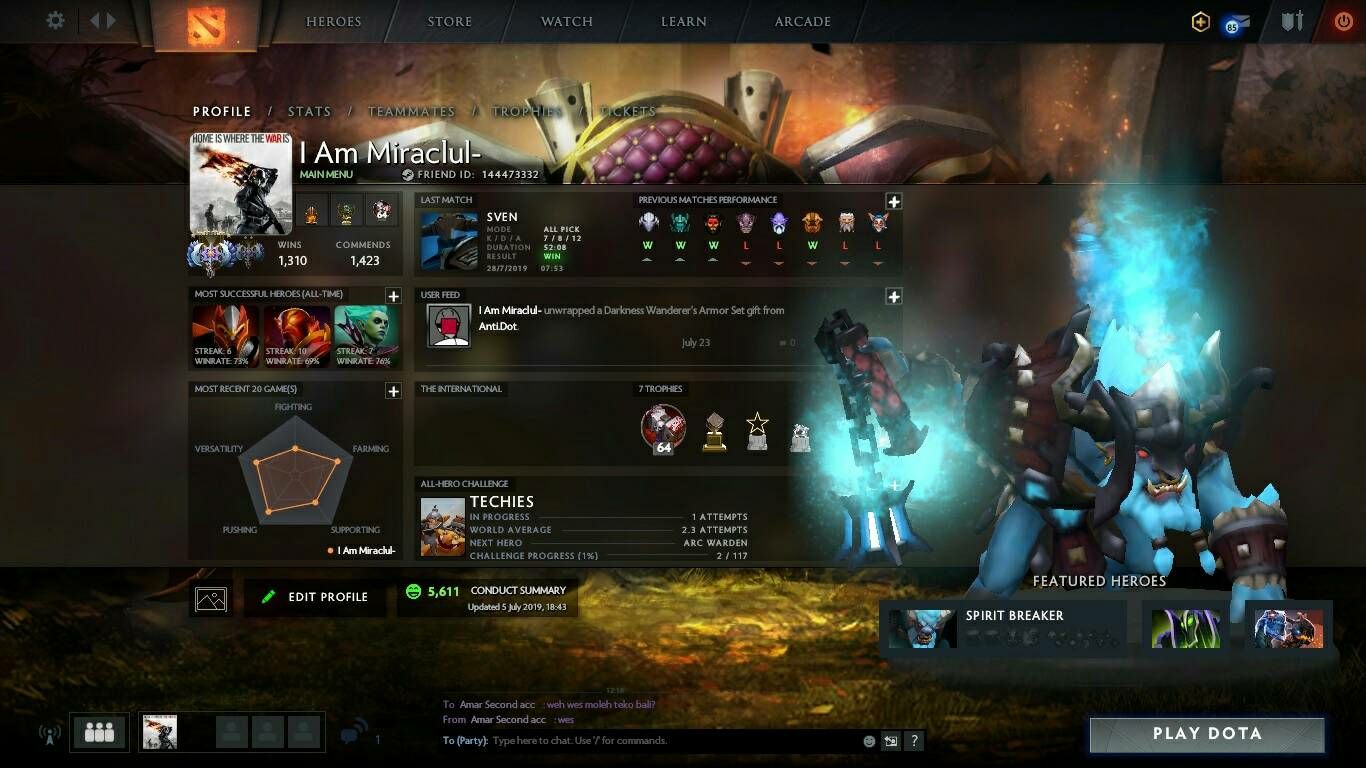 HEROES STORE WATCH LEARN ARCADE
85
PROFILE / STATS / TEAMMATES / TROPHIES / TICKETS
HOME IS WHERE THE WAR IS
I Am Miraclul-
MAIN MENU
FRIEND ID: 144473332
64
WINS COMMENDS
1,310 1,423
LAST MATCH
SVEN
MODE ALL PICK
K / D / A 7 / 8 / 12
DURATION 52:08
RESULT WIN
28/7/2019 07:53
PREVIOUS MATCHES PERFORMANCE
W W W L L W L L
MOST SUCCESSFUL HEROES (ALL-TIME)
STREAK: 6 STREAK: 10 STREAK: 7
WINRATE: 73% WINRATE: 69% WINRATE: 76%
USER FEED
I Am Miraclul- unwrapped a Darkness Wanderer's Armor Set gift from
Anti.Dot.
July 23 0
MOST RECENT 20 GAME(S)
FIGHTING
VERSATILITY FARMING
PUSHING SUPPORTING
I Am Miraclul-
THE INTERNATIONAL
7 TROPHIES
64
ALL-HERO CHALLENGE
TECHIES
IN PROGRESS 1 ATTEMPTS
WORLD AVERAGE 2.3 ATTEMPTS
NEXT HERO ARC WARDEN
CHALLENGE PROGRESS (1%) 2 / 117
EDIT PROFILE
5,611 CONDUCT SUMMARY
Updated 5 July 2019, 18:43
FEATURED HEROES
SPIRIT BREAKER
12:16
To Amar Second acc : weh wes moleh teko bali?
From Amar Second acc : wes
To (Party): Type here to chat. Use '/' for commands.
?
1
PLAY DOTA